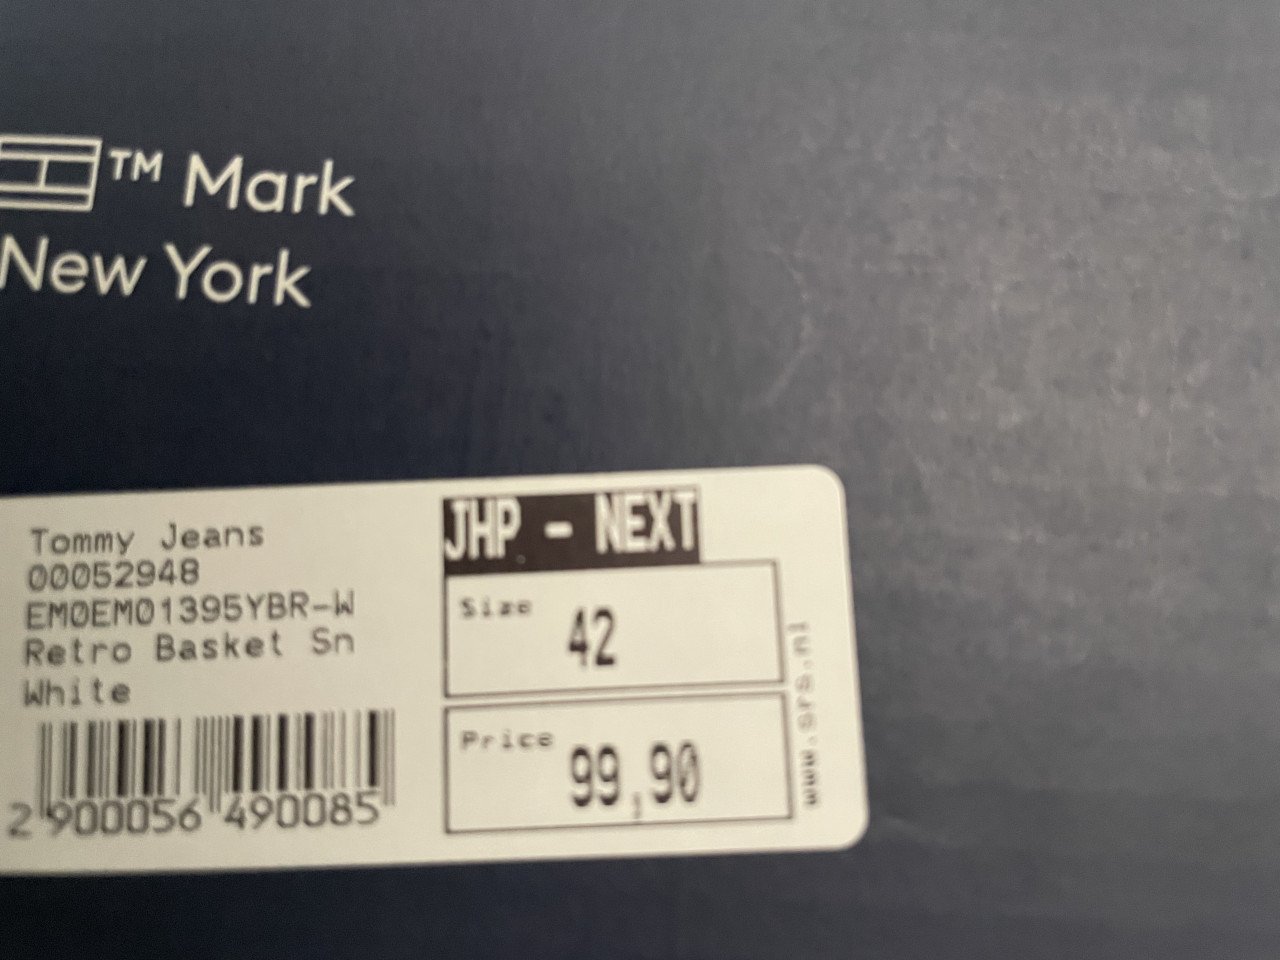 ™ Mark
New York
Tommy Jeans
00052948
EM0EM01395YBR-W
Retro Basket Sn
White
2 900056 490085
JHP - NEXT
Size 42
Price 99,90
www.srs.nl